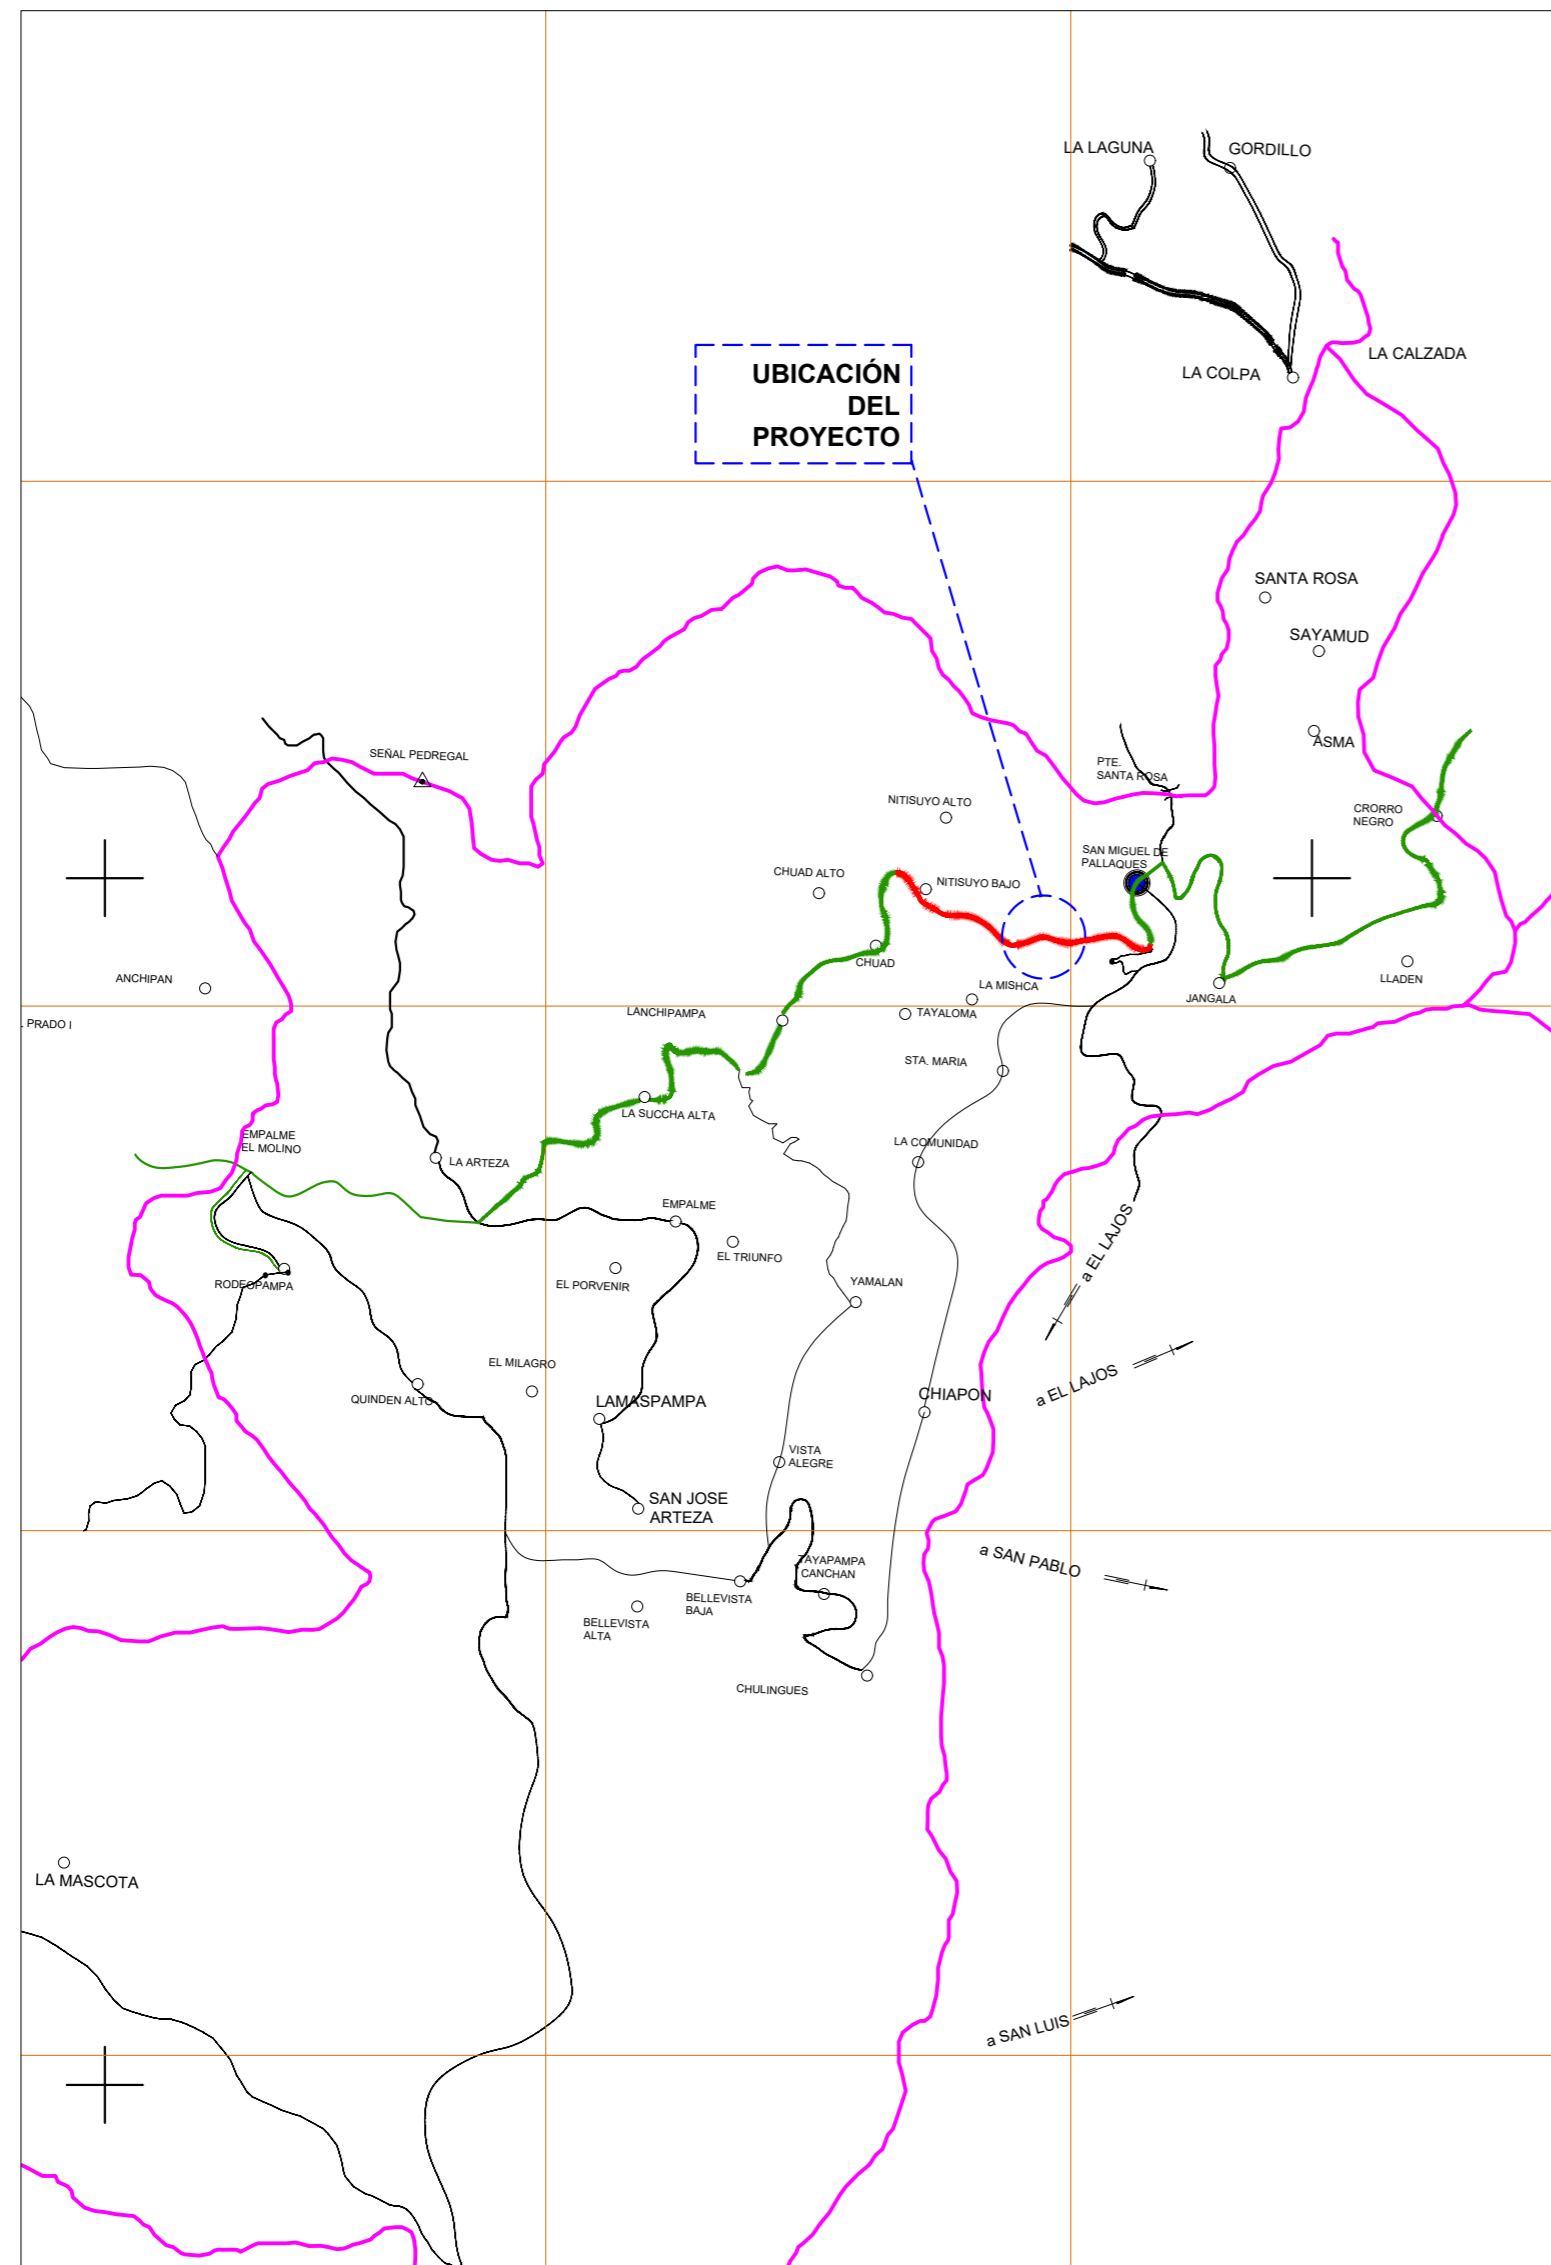 LA LAGUNA
GORDILLO
LA COLPA
LA CALZADA
UBICACIÓN
DEL
PROYECTO
SANTA ROSA
SAYAMUD
ASMA
SEÑAL PEDREGAL
PTE.
SANTA ROSA
NITISUYO ALTO
CRORRO
NEGRO
SAN MIGUEL DE
PALLAQUES
CHUAD ALTO
NITISUYO BAJO
CHUAD
ANCHIPAN
LLADEN
LA MISHCA
JANGALA
LANCHIPAMPA
TAYALOMA
PRADO I
STA. MARIA
LA SUCCHA ALTA
EMPALME
EL MOLINO
LA COMUNIDAD
LA ARTEZA
EMPALME
EL TRIUNFO
a EL LAJOS
RODEOPAMPA
EL PORVENIR
YAMALAN
EL MILAGRO
a EL LAJOS
QUINDEN ALTO
LAMASPAMPA
CHIAPON
VISTA
ALEGRE
SAN JOSE
ARTEZA
a SAN PABLO
TAYAPAMPA
CANCHAN
BELLEVISTA
BAJA
BELLEVISTA
ALTA
CHULINGUES
LA MASCOTA
a SAN LUIS